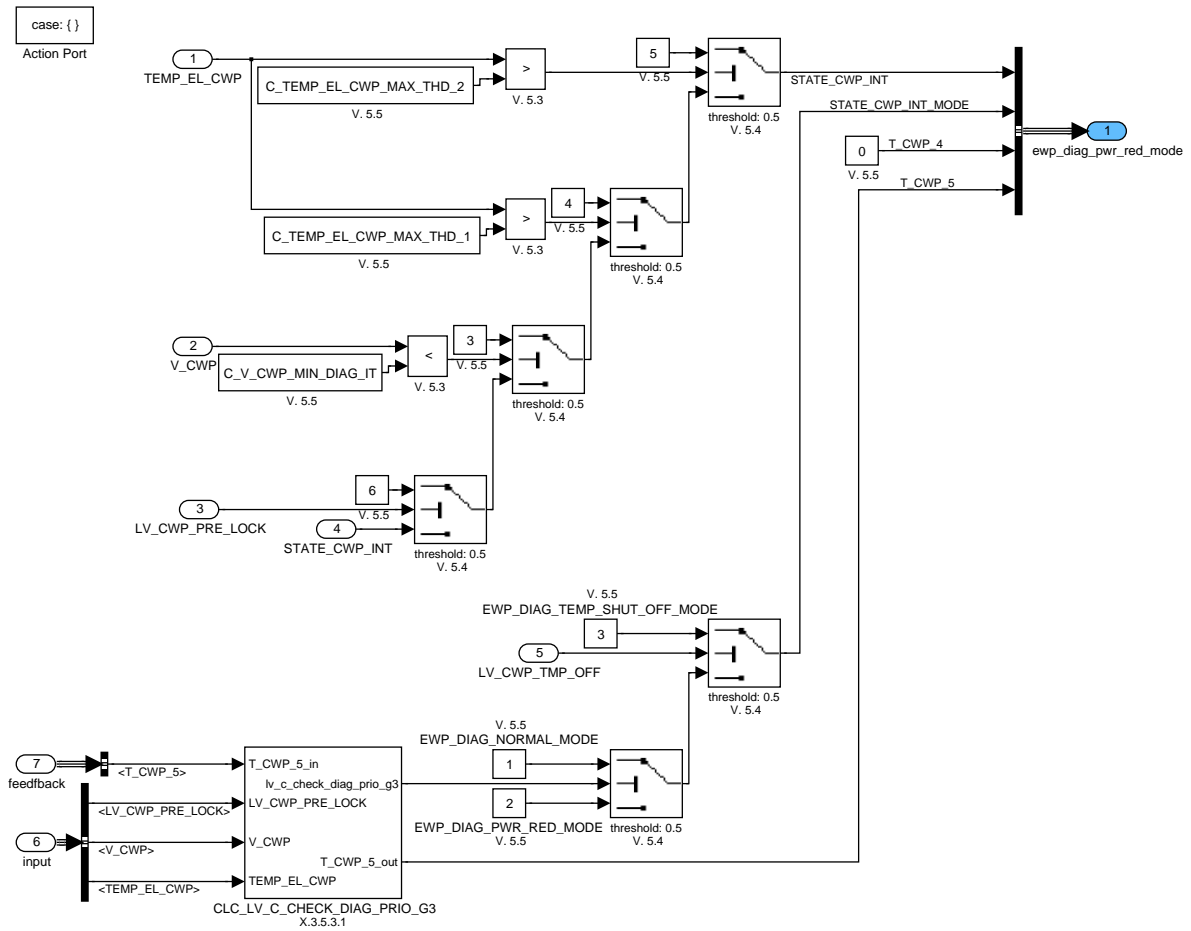 case: { }
Action Port
1
TEMP_EL_CWP
C_TEMP_EL_CWP_MAX_THD_2
V. 5.5
>
V. 5.3
5
V. 5.5
threshold: 0.5
V. 5.4
STATE_CWP_INT
STATE_CWP_INT_MODE
0
V. 5.5
T_CWP_4
T_CWP_5
1
ewp_diag_pwr_red_mode
C_TEMP_EL_CWP_MAX_THD_1
V. 5.5
>
V. 5.3
4
V. 5.5
threshold: 0.5
V. 5.4
2
V_CWP
C_V_CWP_MIN_DIAG_IT
V. 5.5
<
V. 5.3
3
V. 5.5
threshold: 0.5
V. 5.4
3
LV_CWP_PRE_LOCK
6
V. 5.5
4
STATE_CWP_INT
threshold: 0.5
V. 5.4
V. 5.5
EWP_DIAG_TEMP_SHUT_OFF_MODE
3
5
LV_CWP_TMP_OFF
threshold: 0.5
V. 5.4
V. 5.5
EWP_DIAG_NORMAL_MODE
1
2
EWP_DIAG_PWR_RED_MODE
V. 5.5
threshold: 0.5
V. 5.4
7
feedfback
<T_CWP_5>
6
input
<LV_CWP_PRE_LOCK>
<V_CWP>
<TEMP_EL_CWP>
T_CWP_5_in
lv_c_check_diag_prio_g3
LV_CWP_PRE_LOCK
V_CWP
T_CWP_5_out
TEMP_EL_CWP
CLC_LV_C_CHECK_DIAG_PRIO_G3
X.3.5.3.1